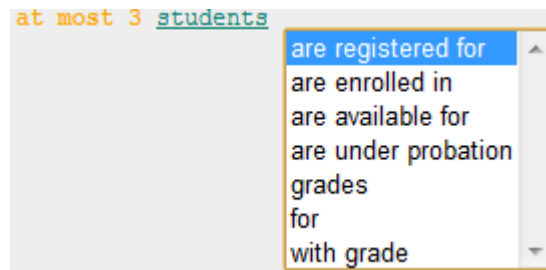 at most 3 students
are registered for
are enrolled in
are available for
are under probation
grades
for
with grade